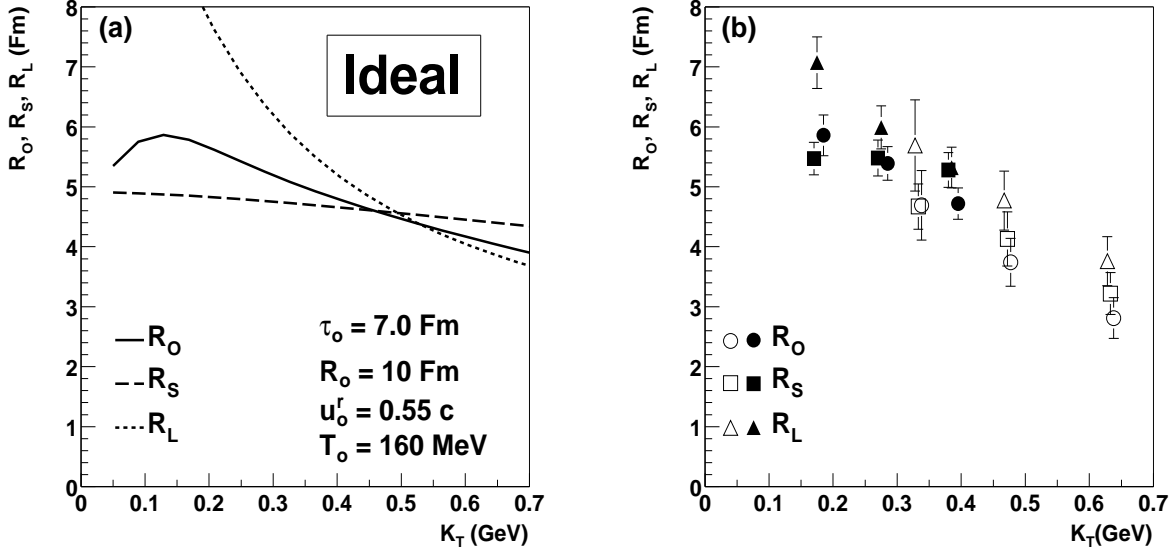 (a)
Ideal
R_O, R_S, R_L (Fm)
8
7
6
5
4
3
2
1
0
R_O
R_S
R_L
τ_o = 7.0 Fm
R_o = 10 Fm
u_o^r = 0.55 c
T_o = 160 MeV
0 0.1 0.2 0.3 0.4 0.5 0.6 0.7
K_T (GeV)
(b)
R_O, R_S, R_L (Fm)
8
7
6
5
4
3
2
1
0
R_O
R_S
R_L
0 0.1 0.2 0.3 0.4 0.5 0.6 0.7
K_T(GeV)